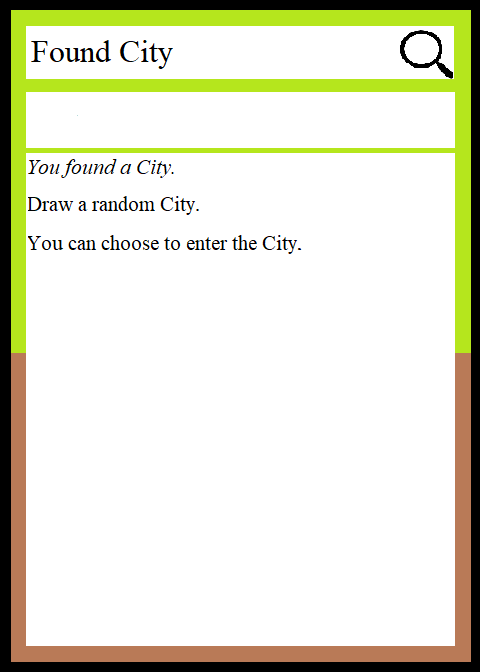 Found City
You found a City.
Draw a random City.
You can choose to enter the City.